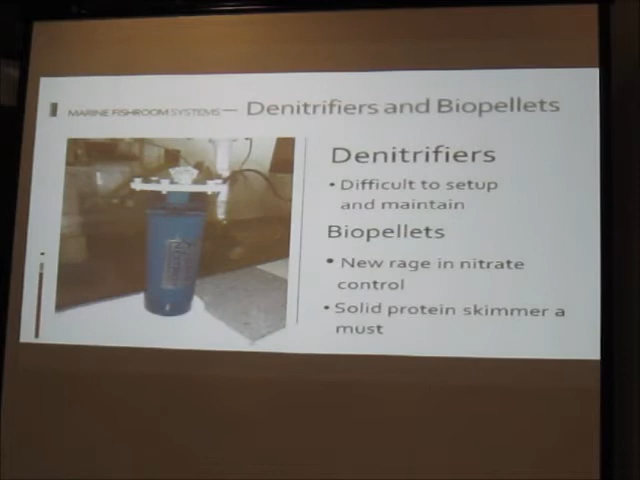 MARINE FISHROOM SYSTEMS — Denitrifiers and Biopellets
Denitrifiers
• Difficult to setup
and maintain
Biopellets
• New rage in nitrate
control
• Solid protein skimmer a
must